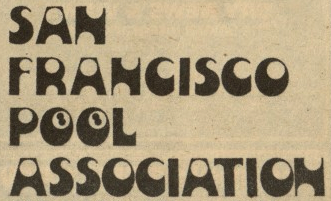 SAN
FRANCISCO
POOL
ASSOCIATION